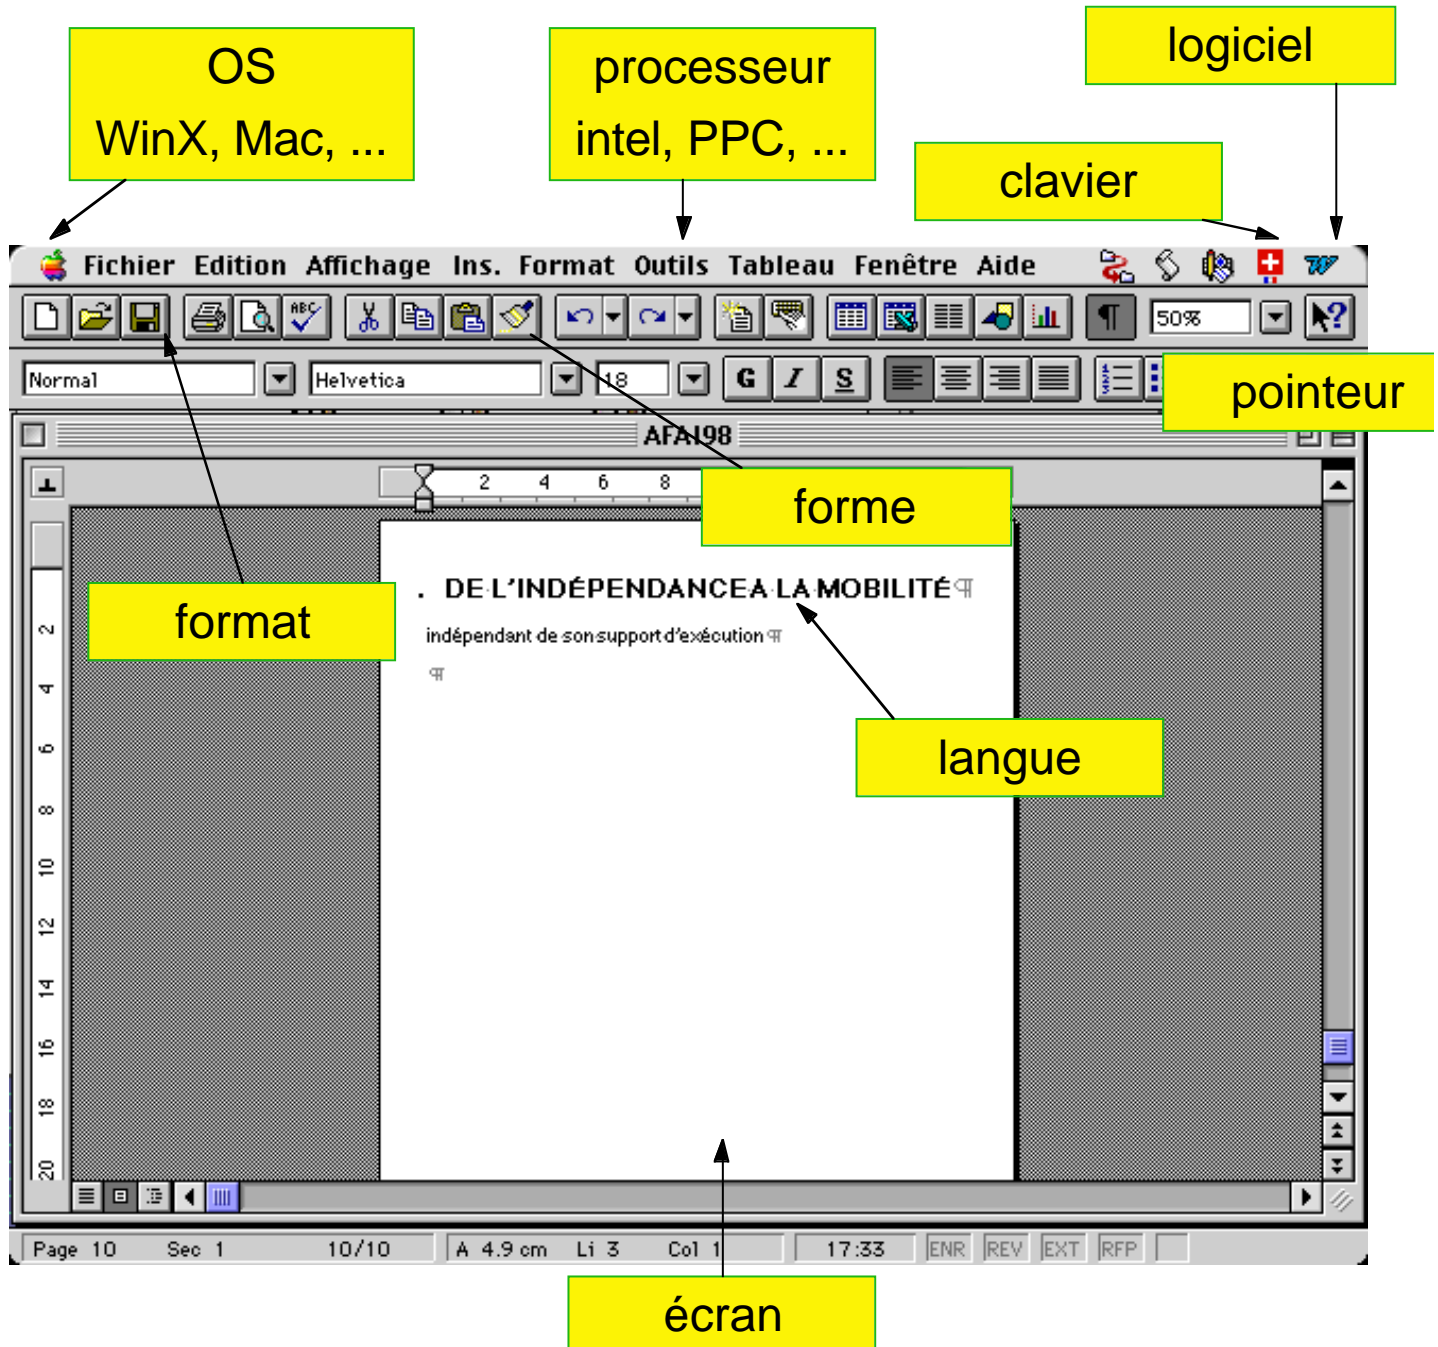 OS
WinX, Mac, ...
processeur
intel, PPC, ...
logiciel
clavier
Fichier Edition Affichage Ins. Format Outils Tableau Fenêtre Aide
ABC
50%
?
Normal
Helvetica
18
G I S
pointeur
AFAI98
2 4 6 8
forme
. DE L'INDÉPENDANCE A LA MOBILITÉ¶
format
indépendant de son support d'exécution¶
¶
langue
2
4
6
8
10
12
14
16
18
20
Page 10 Sec 1 10/10 A 4.9 cm Li 3 Col 1 17:33 ENR REV EXT RFP
écran